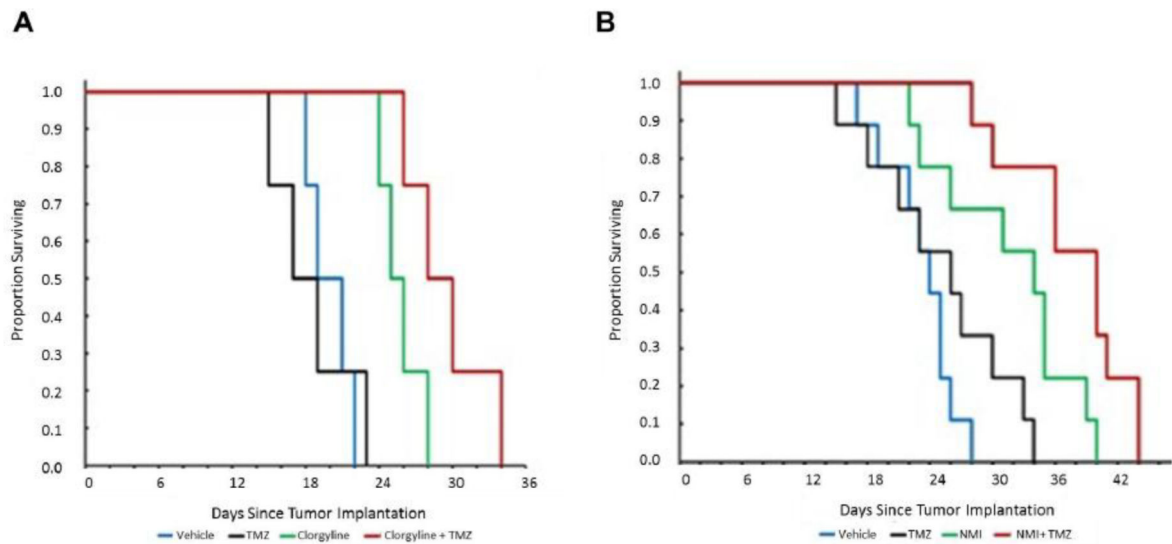 A
B
1.0
0.9
0.8
0.7
0.6
0.5
0.4
0.3
0.2
0.1
0.0
Proportion Surviving
0 6 12 18 24 30 36
Days Since Tumor Implantation
Vehicle TMZ Clorgyline Clorgyline + TMZ
1.0
0.9
0.8
0.7
0.6
0.5
0.4
0.3
0.2
0.1
0.0
Proportion Surviving
0 6 12 18 24 30 36 42
Days Since Tumor Implantation
Vehicle TMZ NMI NMI+ TMZ